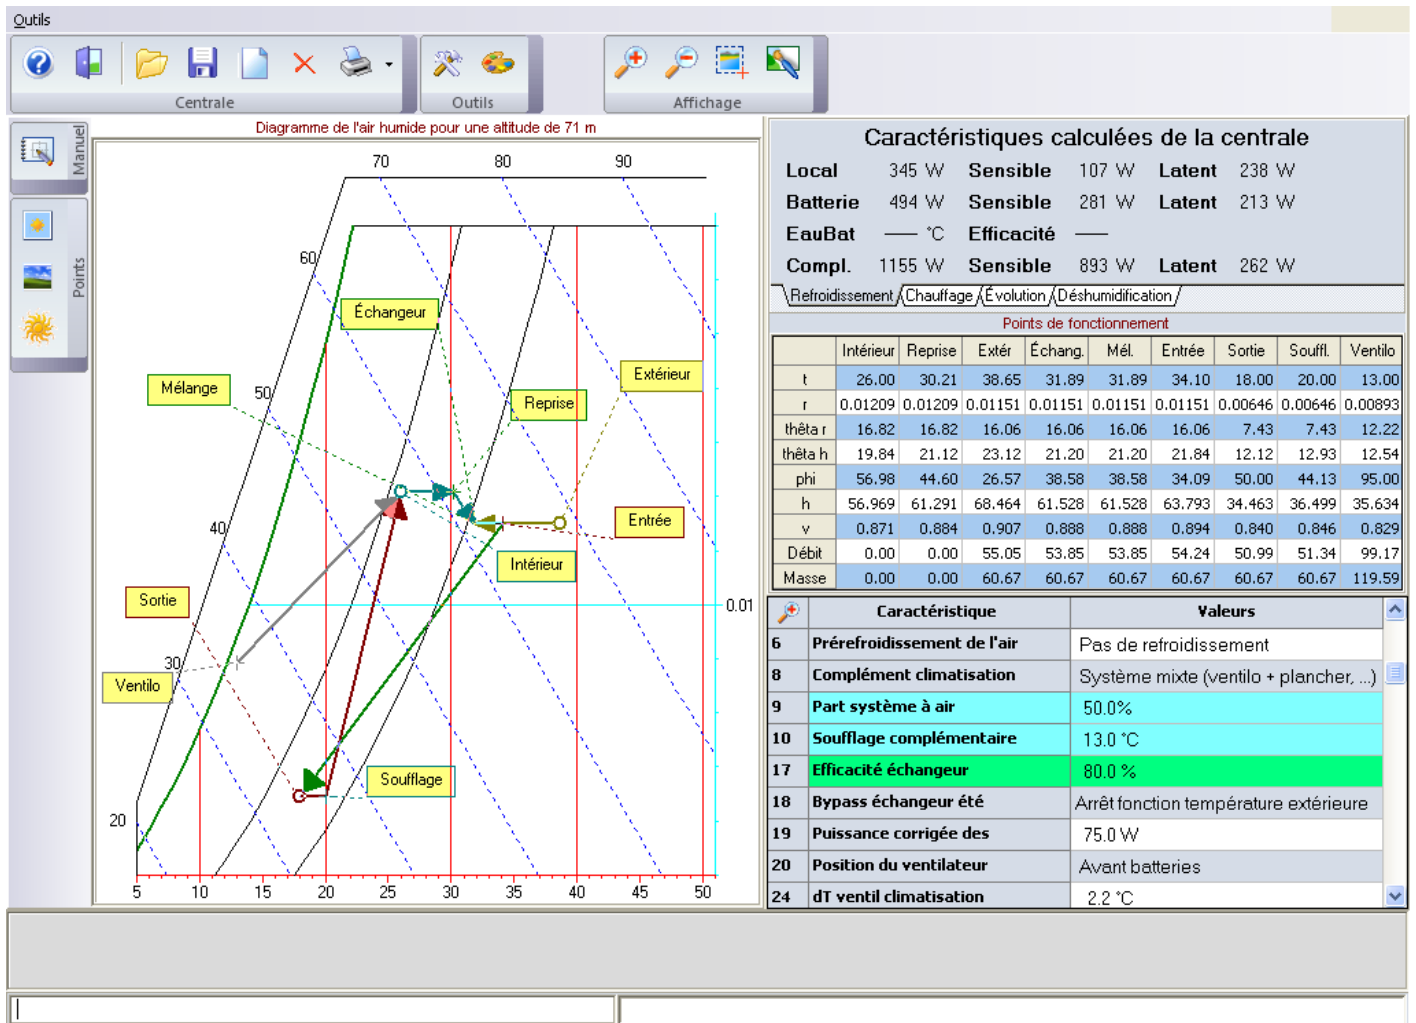 Outils
Centrale
Outils
Affichage
Manuel
Points
Diagramme de l'air humide pour une altitude de 71 m
70 80 90
60
50
40
30
20
Échangeur
Mélange
Extérieur
Reprise
Entrée
Intérieur
Sortie
0.01
Ventilo
Soufflage
5 10 15 20 25 30 35 40 45 50
Caractéristiques calculées de la centrale
Local 345 W Sensible 107 W Latent 238 W
Batterie 494 W Sensible 281 W Latent 213 W
EauBat —— °C Efficacité ——
Compl. 1155 W Sensible 893 W Latent 262 W
Refroidissement Chauffage Évolution Déshumidification
Points de fonctionnement
Intérieur Reprise Extér Échang. Mél. Entrée Sortie Souffl. Ventilo
t 26.00 30.21 38.65 31.89 31.89 34.10 18.00 20.00 13.00
r 0.01209 0.01209 0.01151 0.01151 0.01151 0.01151 0.00646 0.00646 0.00893
thêta r 16.82 16.82 16.06 16.06 16.06 16.06 7.43 7.43 12.22
thêta h 19.84 21.12 23.12 21.20 21.20 21.84 12.12 12.93 12.54
phi 56.98 44.60 26.57 38.58 38.58 34.09 50.00 44.13 95.00
h 56.969 61.291 68.464 61.528 61.528 63.793 34.463 36.499 35.634
v 0.871 0.884 0.907 0.888 0.888 0.894 0.840 0.846 0.829
Débit 0.00 0.00 55.05 53.85 53.85 54.24 50.99 51.34 99.17
Masse 0.00 0.00 60.67 60.67 60.67 60.67 60.67 60.67 119.59
Caractéristique Valeurs
6 Prérefroidissement de l'air Pas de refroidissement
8 Complément climatisation Système mixte (ventilo + plancher, ...)
9 Part système à air 50.0%
10 Soufflage complémentaire 13.0 °C
17 Efficacité échangeur 80.0 %
18 Bypass échangeur été Arrêt fonction température extérieure
19 Puissance corrigée des 75.0 W
20 Position du ventilateur Avant batteries
24 dT ventil climatisation 2.2 °C